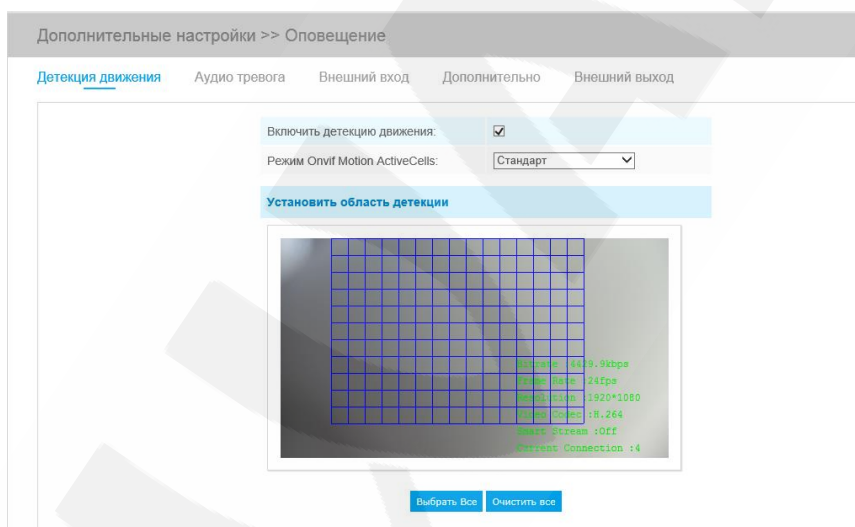 Дополнительные настройки >> Оповещение
Детекция движения Аудио тревога Внешний вход Дополнительно Внешний выход
Включить детекцию движения:
Режим Onvif Motion ActiveCells: Стандарт
Установить область детекции
Bitrate :4429.9kbps
Frame Rate :24fps
Resolution :1920*1080
Video Codec :H.264
Smart Stream :Off
Current Connection :4
Выбрать Все Очистить все